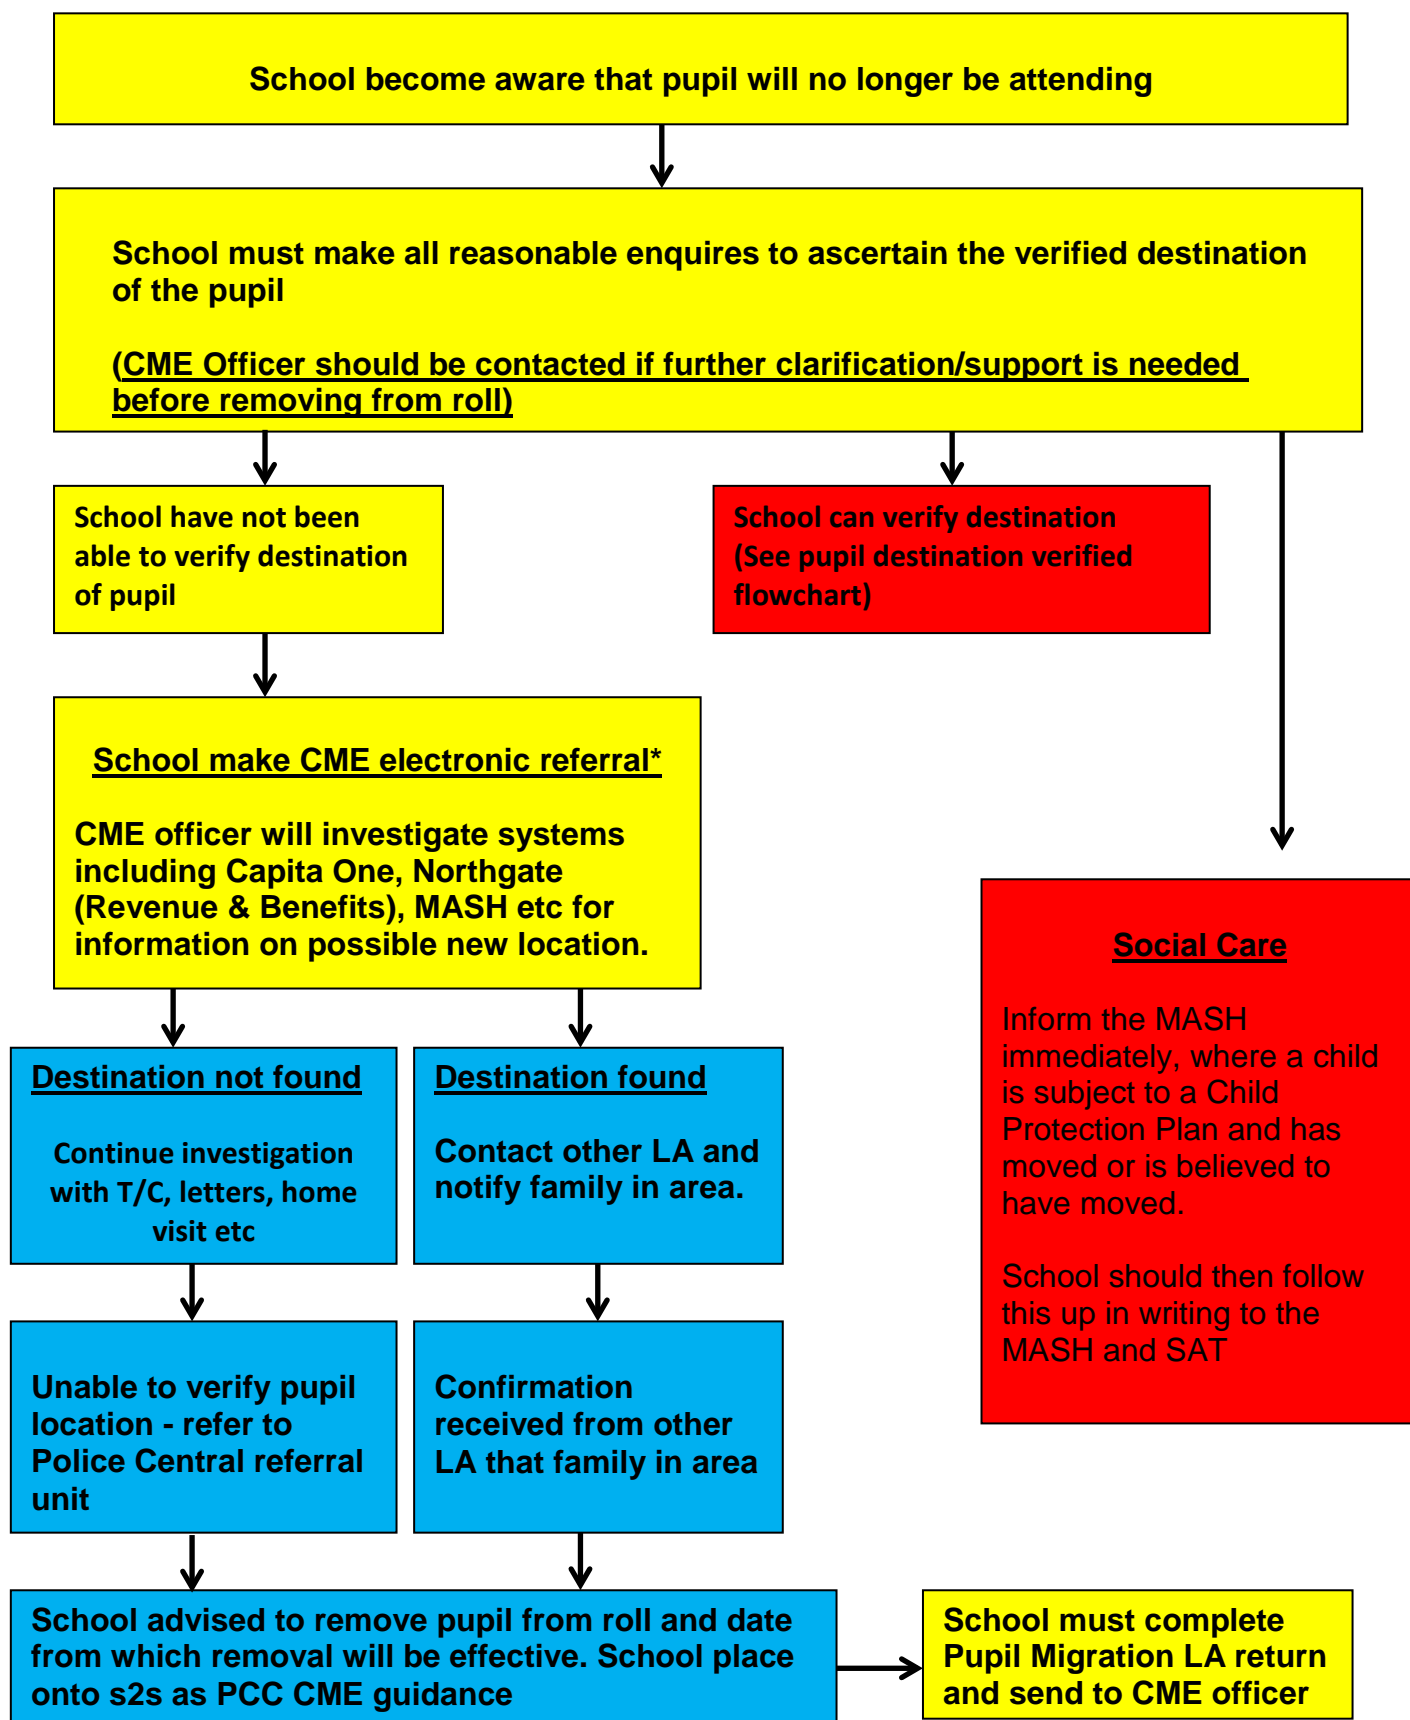 School become aware that pupil will no longer be attending
School must make all reasonable enquires to ascertain the verified destination
of the pupil
(CME Officer should be contacted if further clarification/support is needed
before removing from roll)
School have not been
able to verify destination
of pupil
School can verify destination
(See pupil destination verified
flowchart)
School make CME electronic referral*
CME officer will investigate systems
including Capita One, Northgate
(Revenue & Benefits), MASH etc for
information on possible new location.
Social Care
Inform the MASH
immediately, where a child
is subject to a Child
Protection Plan and has
moved or is believed to
have moved.
School should then follow
this up in writing to the
MASH and SAT
Destination not found
Continue investigation
with T/C, letters, home
visit etc
Destination found
Contact other LA and
notify family in area.
Unable to verify pupil
location - refer to
Police Central referral
unit
Confirmation
received from other
LA that family in area
School advised to remove pupil from roll and date
from which removal will be effective. School place
onto s2s as PCC CME guidance
School must complete
Pupil Migration LA return
and send to CME officer